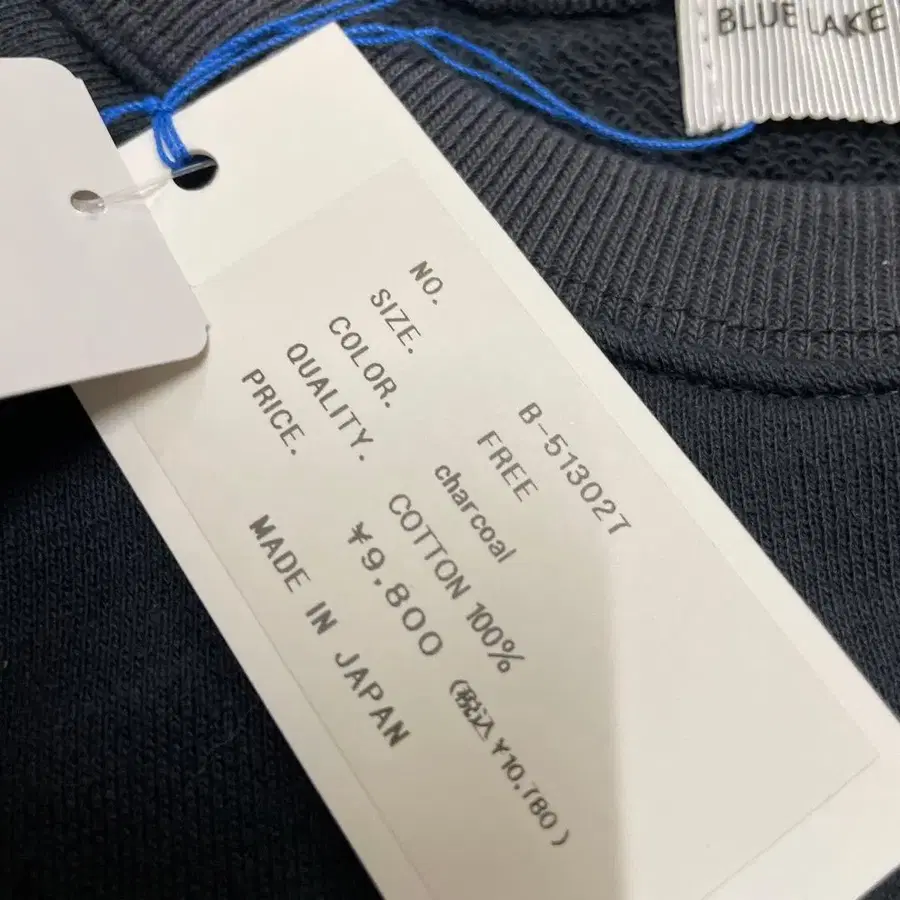 BLUE LAKE
NO. B-513027
SIZE. FREE
COLOR. charcoal
QUALITY. COTTON 100%
PRICE. ¥9,800 (税込¥10,780)
MADE IN JAPAN